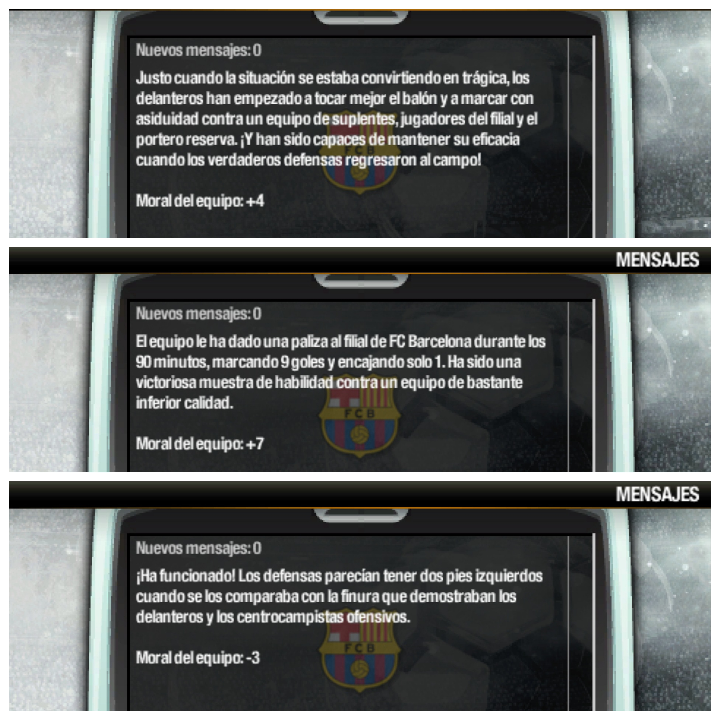 Nuevos mensajes: 0
Justo cuando la situación se estaba convirtiendo en trágica, los
delanteros han empezado a tocar mejor el balón y a marcar con
asiduidad contra un equipo de suplentes, jugadores del filial y el
portero reserva. ¡Y han sido capaces de mantener su eficacia
cuando los verdaderos defensas regresaron al campo!
Moral del equipo: +4
FCB
MENSAJES
Nuevos mensajes: 0
El equipo le ha dado una paliza al filial de FC Barcelona durante los
90 minutos, marcando 9 goles y encajando solo 1. Ha sido una
victoriosa muestra de habilidad contra un equipo de bastante
inferior calidad.
FCB
Moral del equipo: +7
MENSAJES
Nuevos mensajes: 0
¡Ha funcionado! Los defensas parecían tener dos pies izquierdos
cuando se los comparaba con la finura que demostraban los
delanteros y los centrocampistas ofensivos.
FCB
Moral del equipo: -3